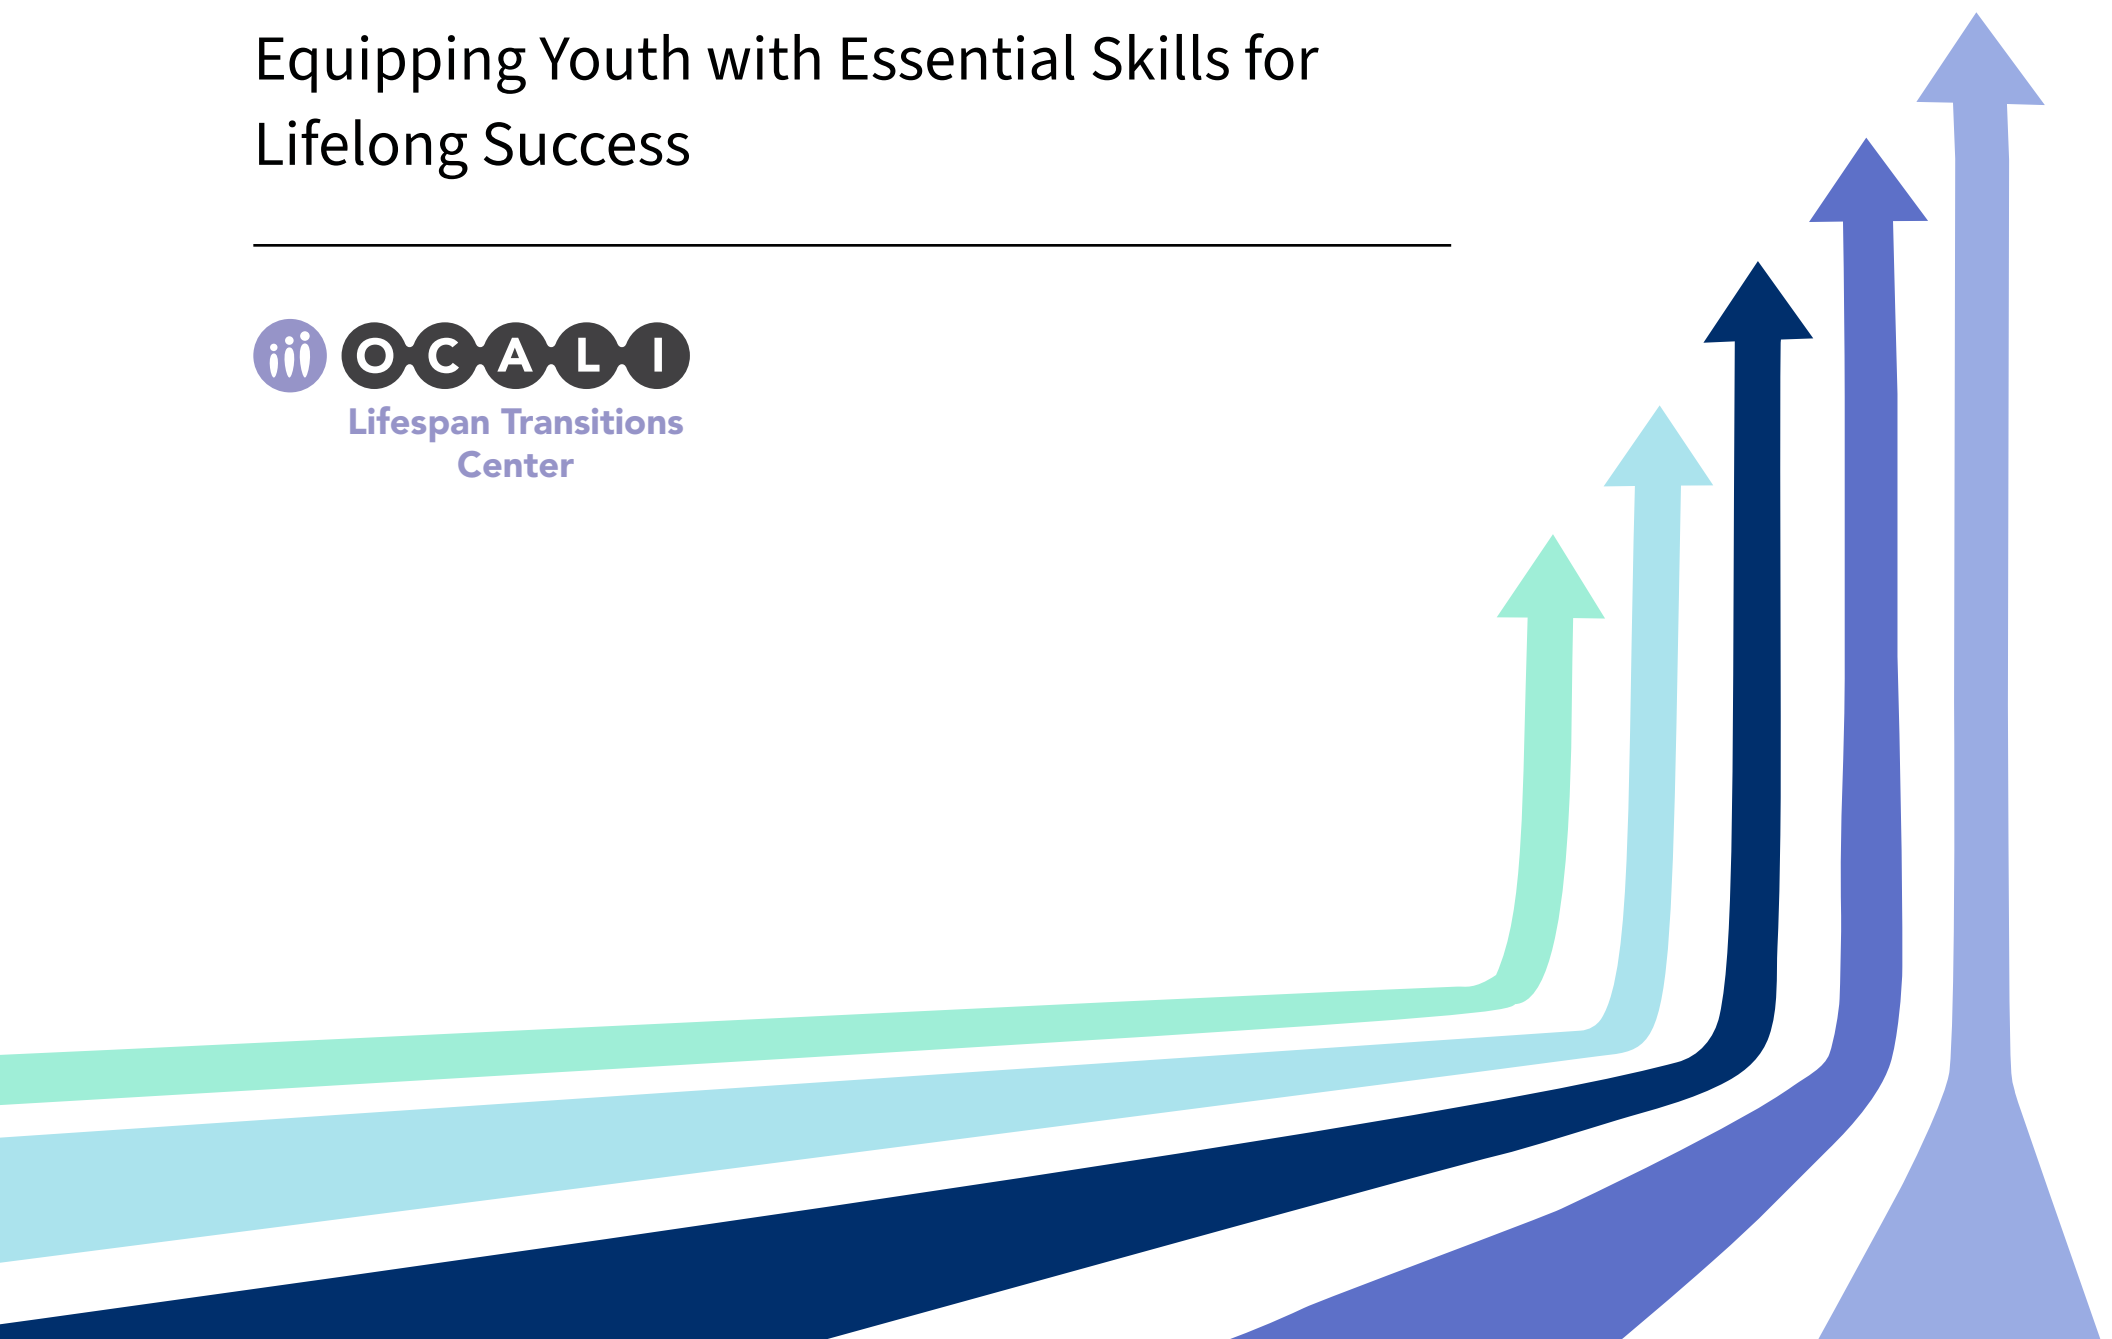 Equipping Youth with Essential Skills for
Lifelong Success
OCALI
Lifespan Transitions
Center